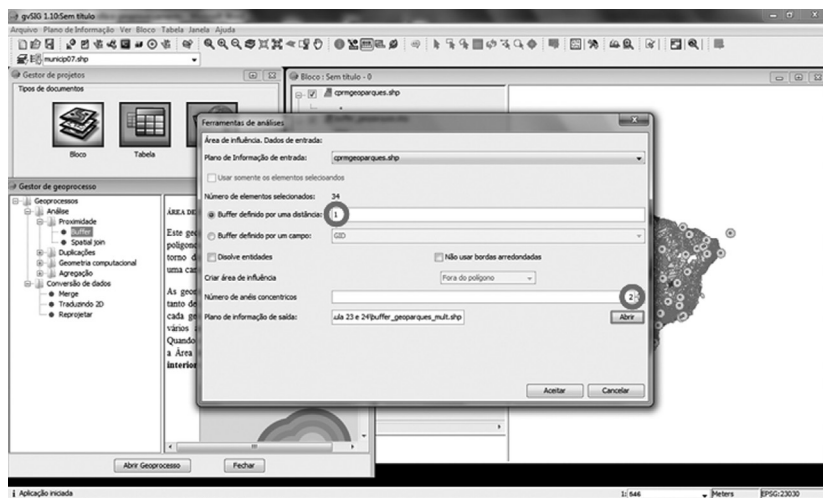 gvSIG 1.10:Sem título
Arquivo Plano de Informação Ver Bloco Tabela Janela Ajuda
municip07.shp
Gestor de projetos
Tipos de documentos
Bloco
Tabela
Bloco : Sem título - 0
cprmgeoparques.shp
Gestor de geoprocesso
Geoprocessos
Análise
Proximidade
Buffer
Spatial join
Duplicações
Geometria computacional
Agregação
Conversão de dados
Merge
Traduzindo 2D
Reprojetar
ÁREA DE
Este geo
polígono
torno d
uma car
As geor
tanto de
cada ge
vários a
Quando
a Área
interior
Abrir Geoprocesso
Fechar
Ferramentas de análises
Área de influência. Dados de entrada:
Plano de Informação de entrada:
cprmgeoparques.shp
Usar somente os elementos selecioandos
Número de elementos selecionados: 34
Buffer definido por uma distância: 1
Buffer definido por um campo: GID
Disolve entidades
Não usar bordas arredondadas
Criar área de influência
Fora do polígono
Número de anéis concentricos 2
Plano de informação de saída: ula 23 e 24\buffer_geoparques_mult.shp
Abrir
Aceitar
Cancelar
Aplicação iniciada
1: 546
Meters
EPSG:23030